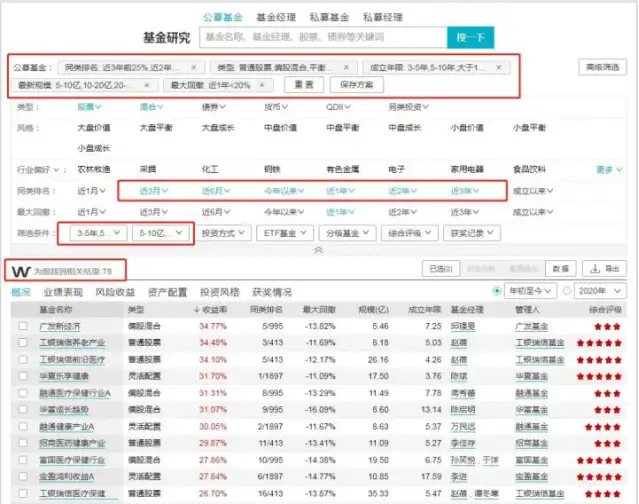 公募基金 基金经理 私募基金 私募经理
基金研究 基金名称、基金经理、股票、债券等关键词 搜一下
公募基金： 同类排名: 近3年前25%,近2年... × 类型: 普通股票,偏股混合,平衡... × 成立年限: 3-5年,5-10年,大于1... × 高级筛选
最新规模: 5-10亿,10-20亿,20-... × 最大回撤: 近1年<20% × 重置 保存方案
类型： 股票 混合 债券 货币 QDII 另类投资
风格： 大盘价值 大盘平衡 大盘成长 中盘价值 中盘平衡 中盘成长 小盘价值 小盘平衡
小盘成长
行业偏好 农林牧渔 采掘 化工 钢铁 有色金属 电子 家用电器 食品饮料 更多
同类排名： 近1月 近3月 近6月 今年以来 近1年 近2年 近3年 成立以来
最大回撤： 近1月 近3月 近6月 今年以来 近1年 近2年 近3年 成立以来
筛选条件： 3-5年,5... 5-10亿,... 投资方式 ETF基金 分级基金 综合评级 获奖记录
W 为您找到相关结果:76 已选(0) 数据 导出
概况 业绩表现 风险收益 资产配置 投资风格 获奖情况 年初至今 2020年
基金名称 类型 ↓收益率 同类排名 最大回撤 规模(亿) 成立年限 基金经理 管理人 综合评级
广发新经济 偏股混合 34.77% 5/995 -13.82% 5.46 7.25 邱璟旻 广发基金 ★★★
工银瑞信养老产业 普通股票 34.48% 3/413 -11.69% 8.18 5.03 赵蓓 工银瑞信基金 ★★★★★
工银瑞信前沿医疗 普通股票 34.10% 5/413 -12.17% 26.16 4.26 赵蓓 工银瑞信基金 ★★★★★
华夏乐享健康 灵活配置 31.70% 1/1897 -11.09% 17.50 3.76 陈斌 华夏基金 ★★★★
融通医疗保健行业A 偏股混合 31.31% 8/995 -13.29% 11.49 7.78 蒋秀蕾 融通基金 ★★★
华富成长趋势 偏股混合 31.07% 9/995 -16.09% 8.60 13.14 陈启明 华富基金 ★★★★
融通健康产业A 灵活配置 30.05% 2/1897 -11.67% 8.63 5.37 万民远 融通基金 ★★★★★
招商医药健康产业 普通股票 29.87% 11/413 -13.41% 11.09 5.27 李佳存 招商基金 ★★★★
富国医疗保健行业 偏股混合 27.86% 10/995 -14.38% 19.50 6.75 孙笑悦，于洋 富国基金 ★★★★
宝盈鸿利收益A 灵活配置 27.84% 6/1897 -14.77% 10.85 17.59 李进 宝盈基金 ★★★★
工银瑞信医疗保健 普通股票 26.70% 16/413 -13.87% 35.33 5.47 赵蓓，谭冬寒 工银瑞信基金 ★★★★